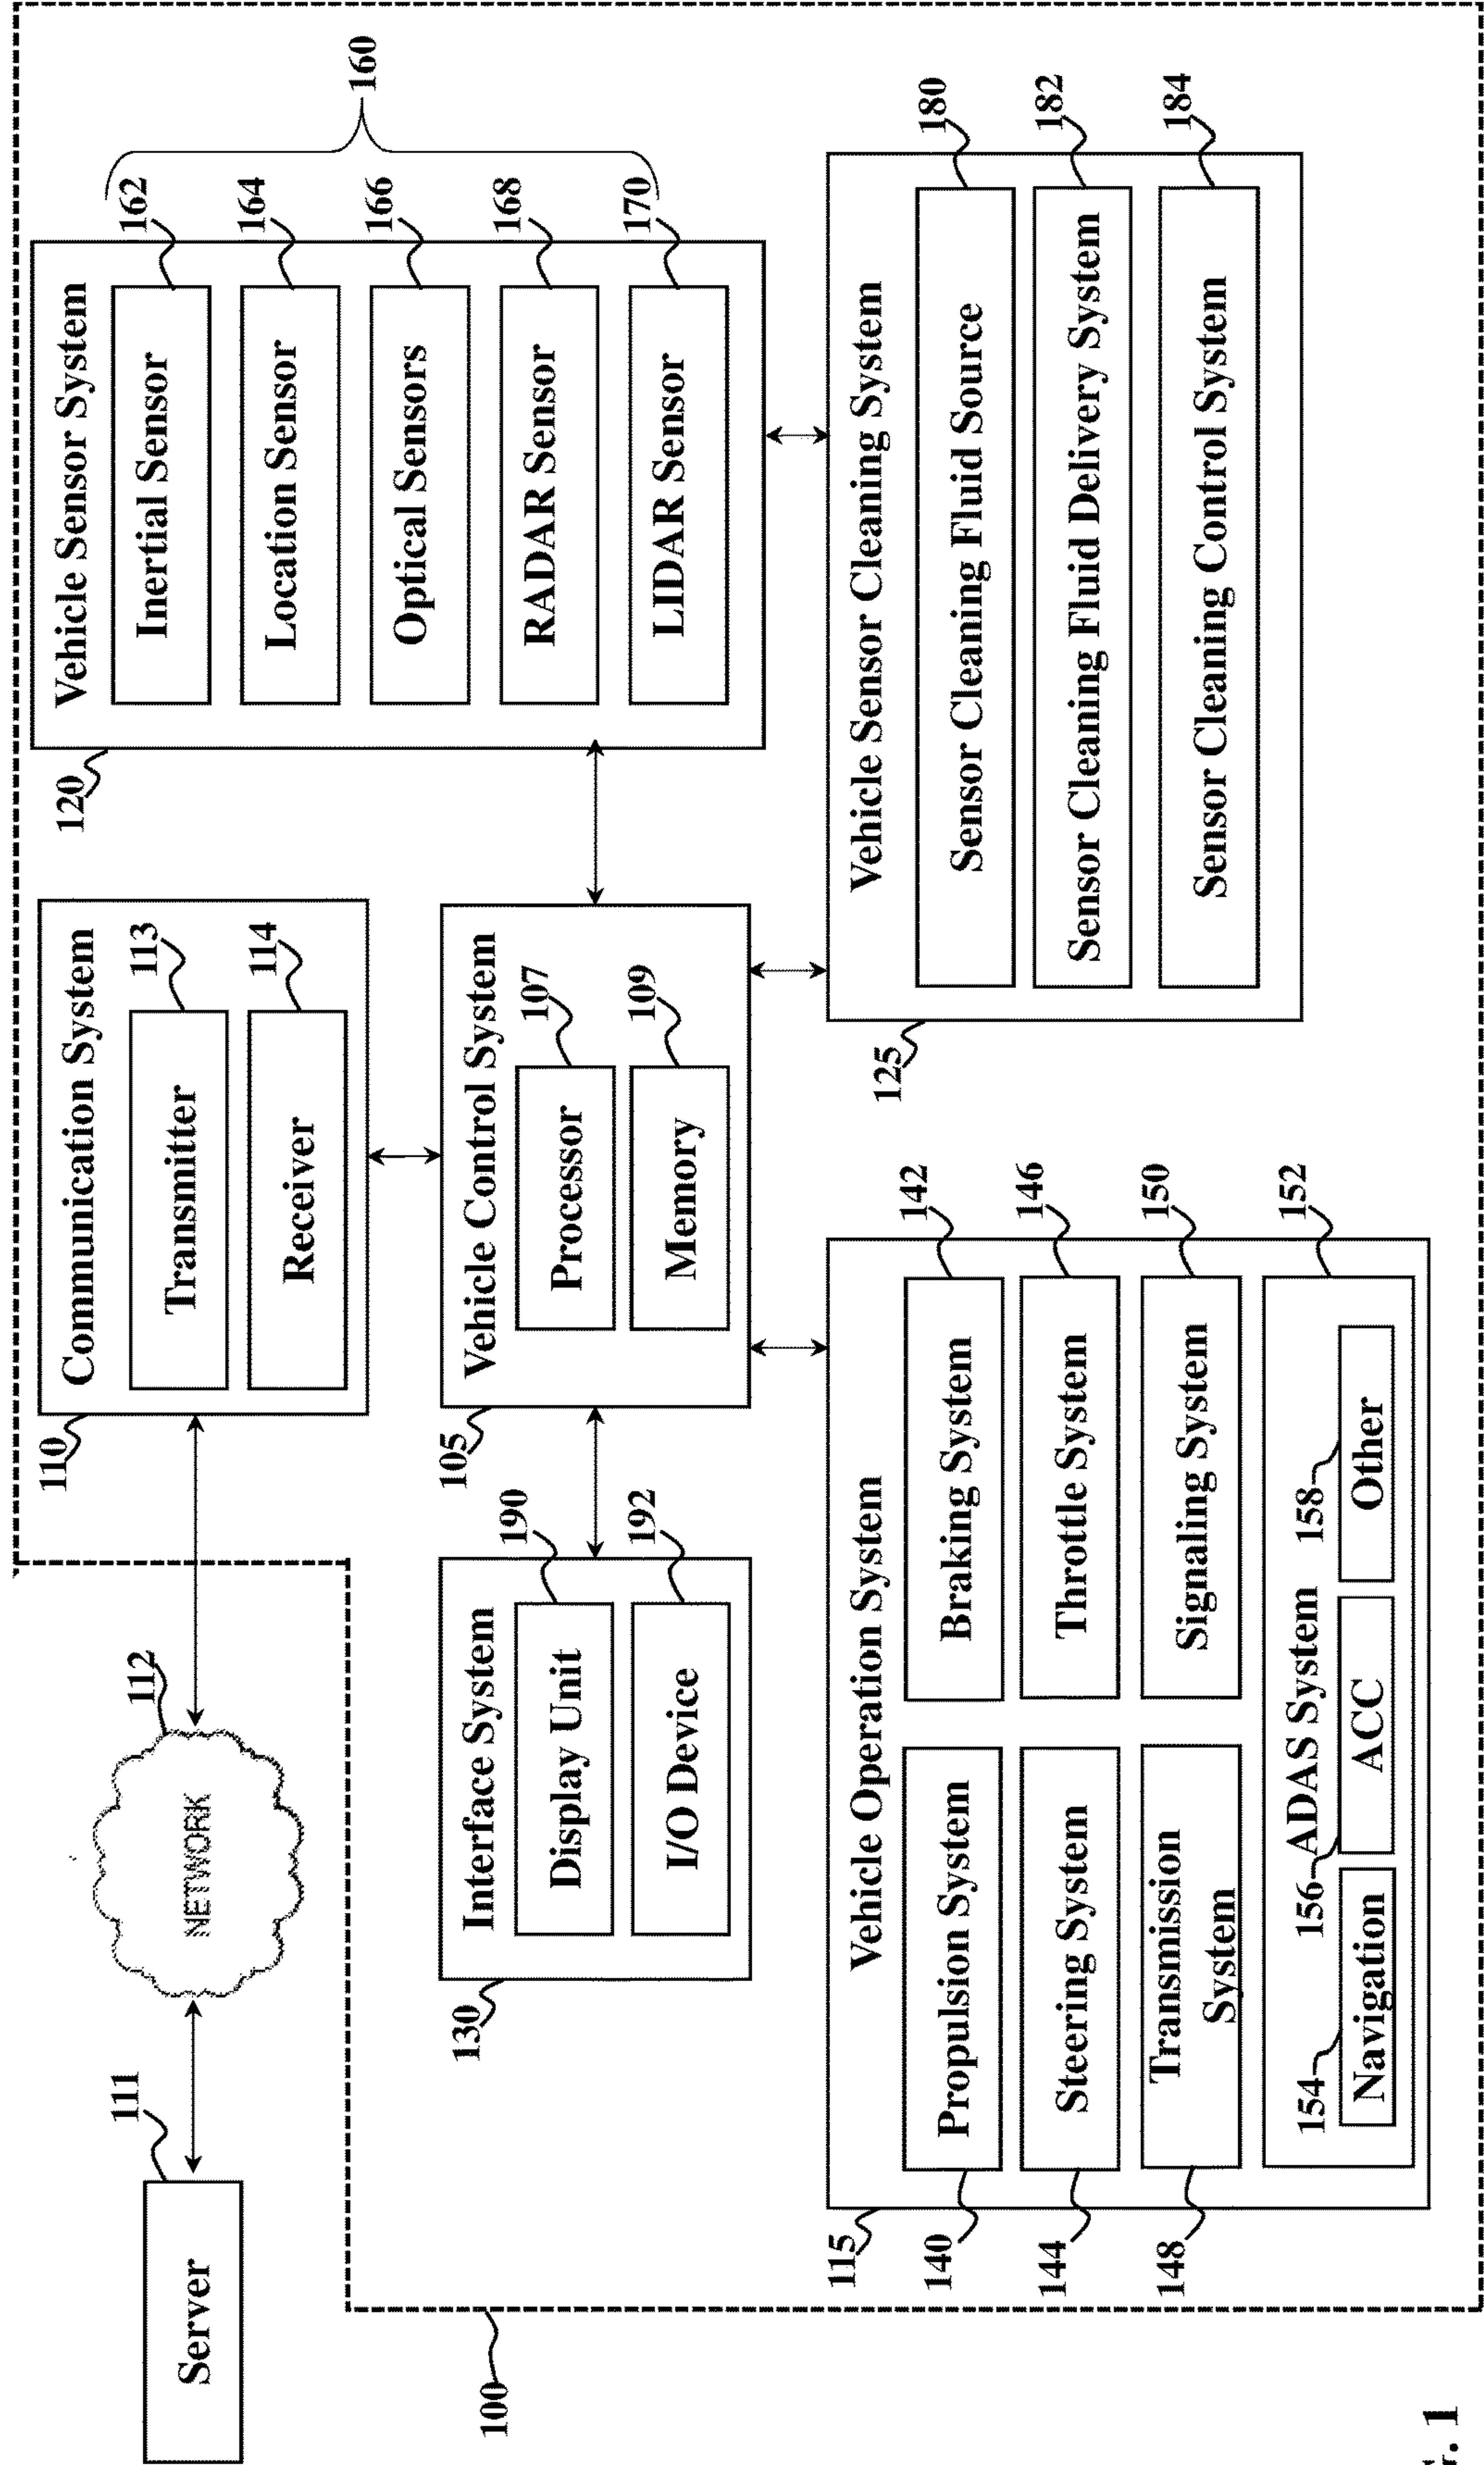 Server
111
NETWORK
112
110
Communication System
Transmitter
113
Receiver
114
120
Vehicle Sensor System
Inertial Sensor
162
Location Sensor
164
Optical Sensors
166
RADAR Sensor
168
LIDAR Sensor
170
160
100
130
Interface System
Display Unit
190
I/O Device
192
105
Vehicle Control System
Processor
107
Memory
109
115
Vehicle Operation System
140
Propulsion System
Braking System
142
144
Steering System
Throttle System
146
148
Transmission
System
Signaling System
150
ADAS System
152
154
Navigation
156
ACC
158
Other
125
Vehicle Sensor Cleaning System
Sensor Cleaning Fluid Source
180
Sensor Cleaning Fluid Delivery System
182
Sensor Cleaning Control System
184
. 1